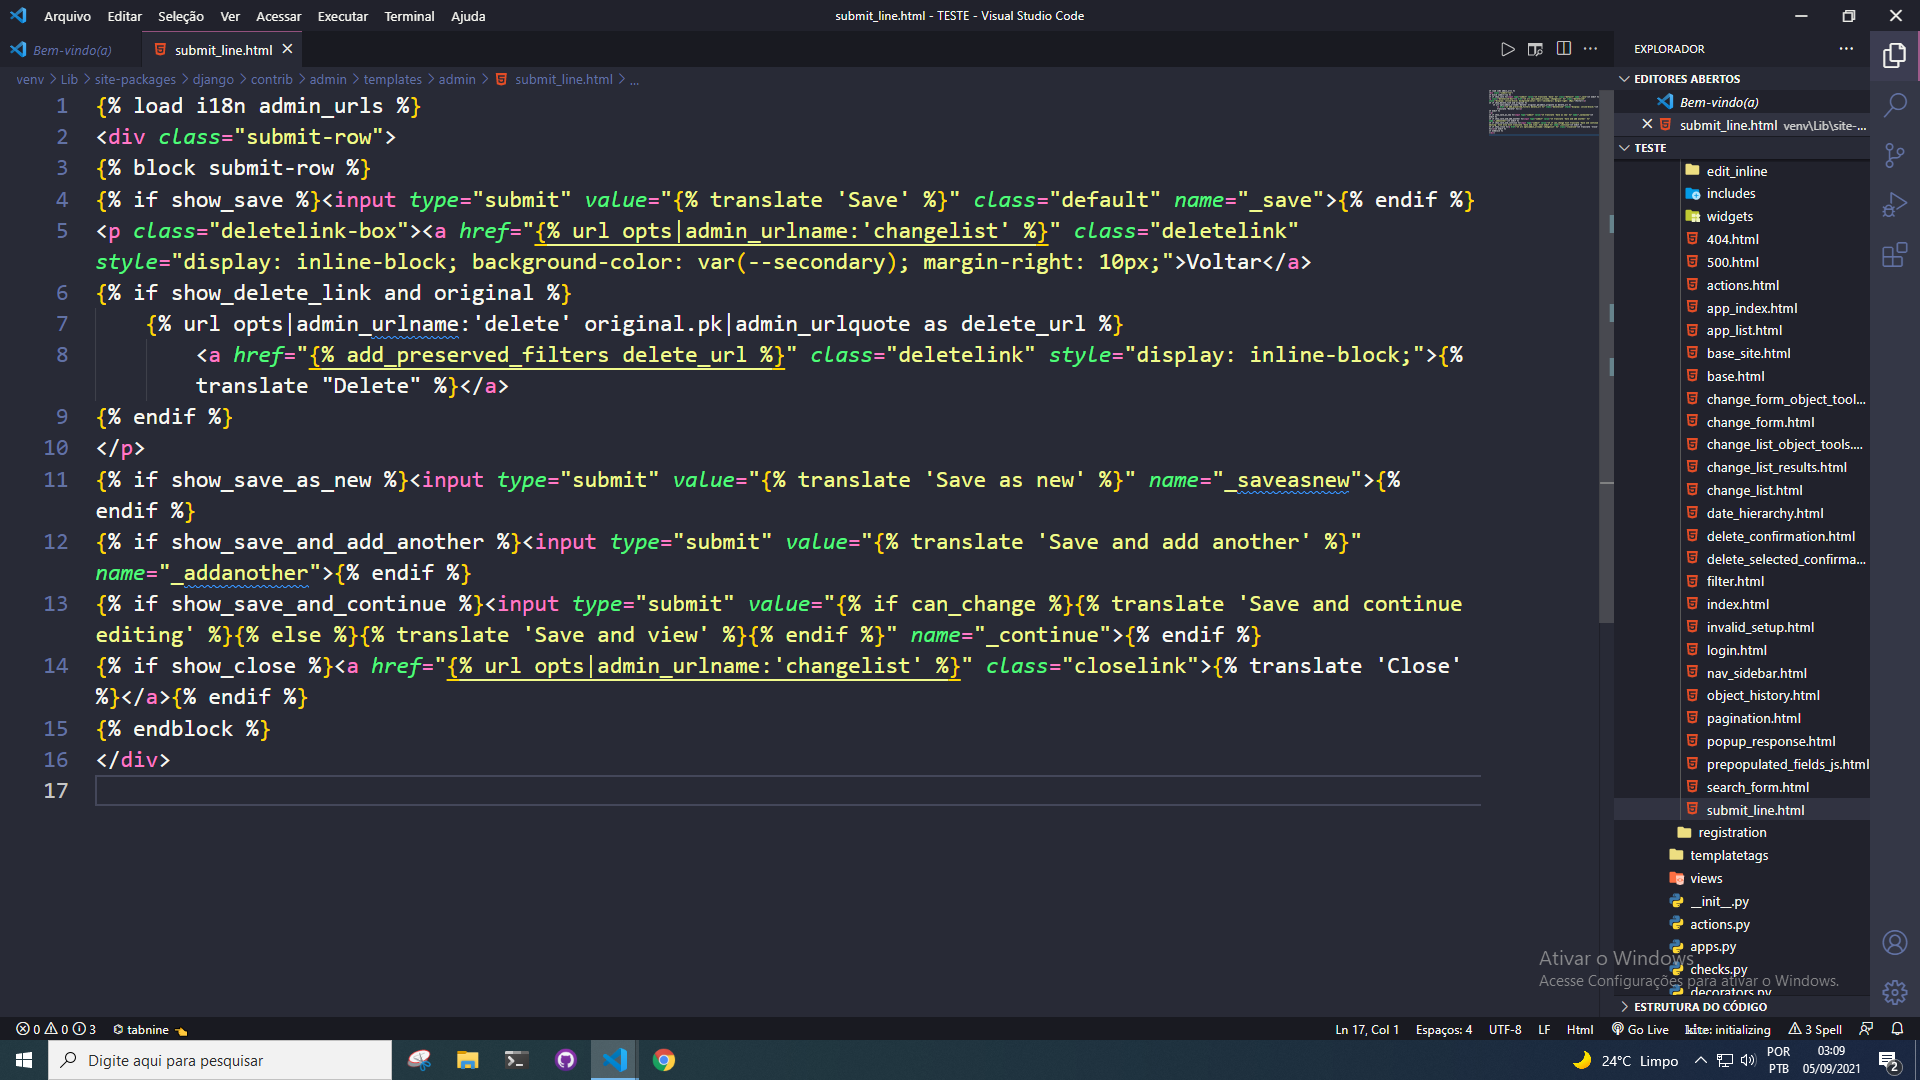 Arquivo Editar Seleção Ver Acessar Executar Terminal Ajuda
submit_line.html - TESTE - Visual Studio Code
Bem-vindo(a)
submit_line.html
venv > Lib > site-packages > django > contrib > admin > templates > admin > submit_line.html > ...
1 {% load i18n admin_urls %}
2 <div class="submit-row">
3 {% block submit-row %}
4 {% if show_save %}<input type="submit" value="{% translate 'Save' %}" class="default" name="_save">{% endif %}
5 <p class="deletelink-box"><a href="{% url opts|admin_urlname:'changelist' %}" class="deletelink"
style="display: inline-block; background-color: var(--secondary); margin-right: 10px;">Voltar</a>
6 {% if show_delete_link and original %}
7 {% url opts|admin_urlname:'delete' original.pk|admin_urlquote as delete_url %}
8 <a href="{% add_preserved_filters delete_url %}" class="deletelink" style="display: inline-block;">{%
translate "Delete" %}</a>
9 {% endif %}
10 </p>
11 {% if show_save_as_new %}<input type="submit" value="{% translate 'Save as new' %}" name="_saveasnew">{%
endif %}
12 {% if show_save_and_add_another %}<input type="submit" value="{% translate 'Save and add another' %}"
name="_addanother">{% endif %}
13 {% if show_save_and_continue %}<input type="submit" value="{% if can_change %}{% translate 'Save and continue
editing' %}{% else %}{% translate 'Save and view' %}{% endif %}" name="_continue">{% endif %}
14 {% if show_close %}<a href="{% url opts|admin_urlname:'changelist' %}" class="closelink">{% translate 'Close'
%}</a>{% endif %}
15 {% endblock %}
16 </div>
17
EXPLORADOR
EDITORES ABERTOS
Bem-vindo(a)
submit_line.html venv\Lib\site-...
TESTE
edit_inline
includes
widgets
404.html
500.html
actions.html
app_index.html
app_list.html
base_site.html
base.html
change_form_object_tool...
change_form.html
change_list_object_tools....
change_list_results.html
change_list.html
date_hierarchy.html
delete_confirmation.html
delete_selected_confirma...
filter.html
index.html
invalid_setup.html
login.html
nav_sidebar.html
object_history.html
pagination.html
popup_response.html
prepopulated_fields_js.html
search_form.html
submit_line.html
registration
templatetags
views
__init__.py
actions.py
apps.py
checks.py
decorators.py
ESTRUTURA DO CÓDIGO
Ativar o Windows
Acesse Configurações para ativar o Windows.
0 0 3 tabnine
Ln 17, Col 1 Espaços: 4 UTF-8 LF Html Go Live kite: initializing 3 Spell
Digite aqui para pesquisar
24°C Limpo
POR
PTB
03:09
05/09/2021
2